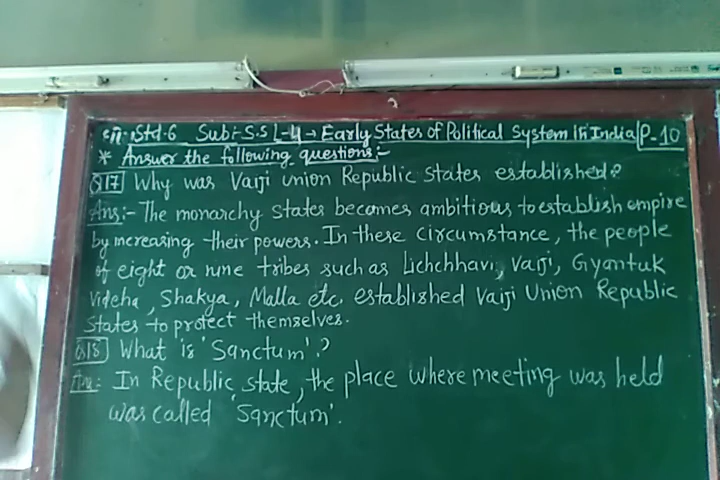 Std-6 Sub:-S.S L-4 → Early States of Political System in India P-10
* Answer the following questions:-
Q17 Why was Vajji union Republic states established?
Ans:- The monarchy states becomes ambitious to establish empire
by increasing their powers. In these circumstance, the people
of eight or nine tribes such as Lichchhavi, Vajji, Gyantuk
Videha, Shakya, Malla etc. established Vajji Union Republic
States to protect themselves.
Q18 What is 'Sanctum'?
Ans: In Republic state, the place where meeting was held
was called 'Sanctum'.